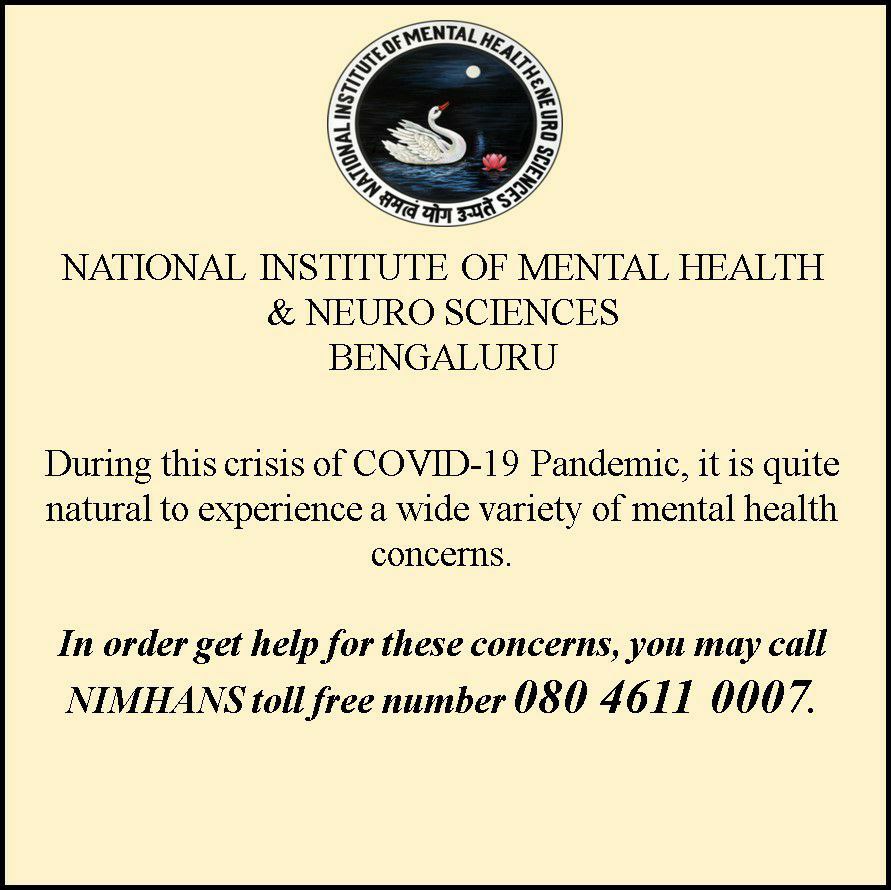 NATIONAL INSTITUTE OF MENTAL HEALTH & NEURO SCIENCES
समत्वं योग उच्यते
NATIONAL INSTITUTE OF MENTAL HEALTH
& NEURO SCIENCES
BENGALURU
During this crisis of COVID-19 Pandemic, it is quite
natural to experience a wide variety of mental health
concerns.
In order get help for these concerns, you may call
NIMHANS toll free number 080 4611 0007.